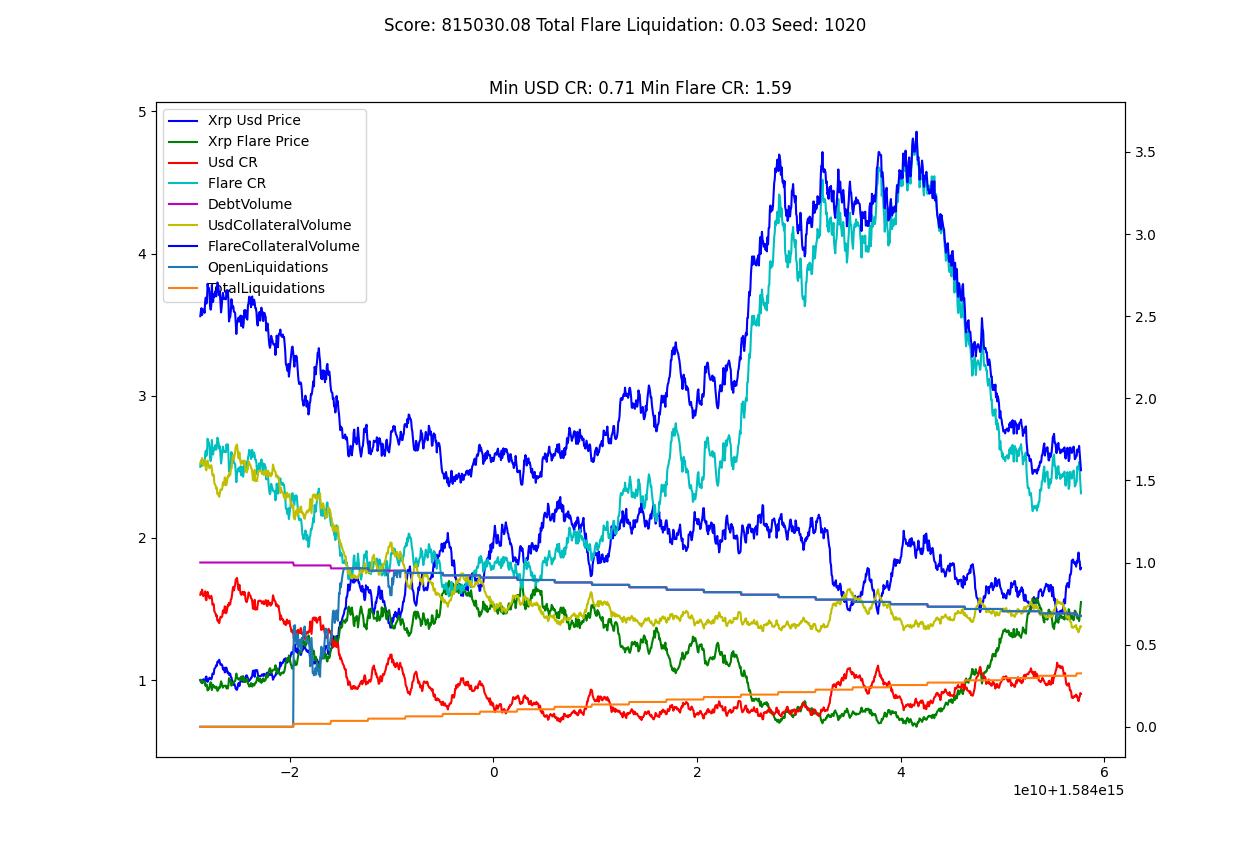 Score: 815030.08 Total Flare Liquidation: 0.03 Seed: 1020
Min USD CR: 0.71 Min Flare CR: 1.59
Xrp Usd Price
Xrp Flare Price
Usd CR
Flare CR
DebtVolume
UsdCollateralVolume
FlareCollateralVolume
OpenLiquidations
TotalLiquidations
5
4
3
2
1
3.5
3.0
2.5
2.0
1.5
1.0
0.5
0.0
−2
0
2
4
6
1e10+1.584e15